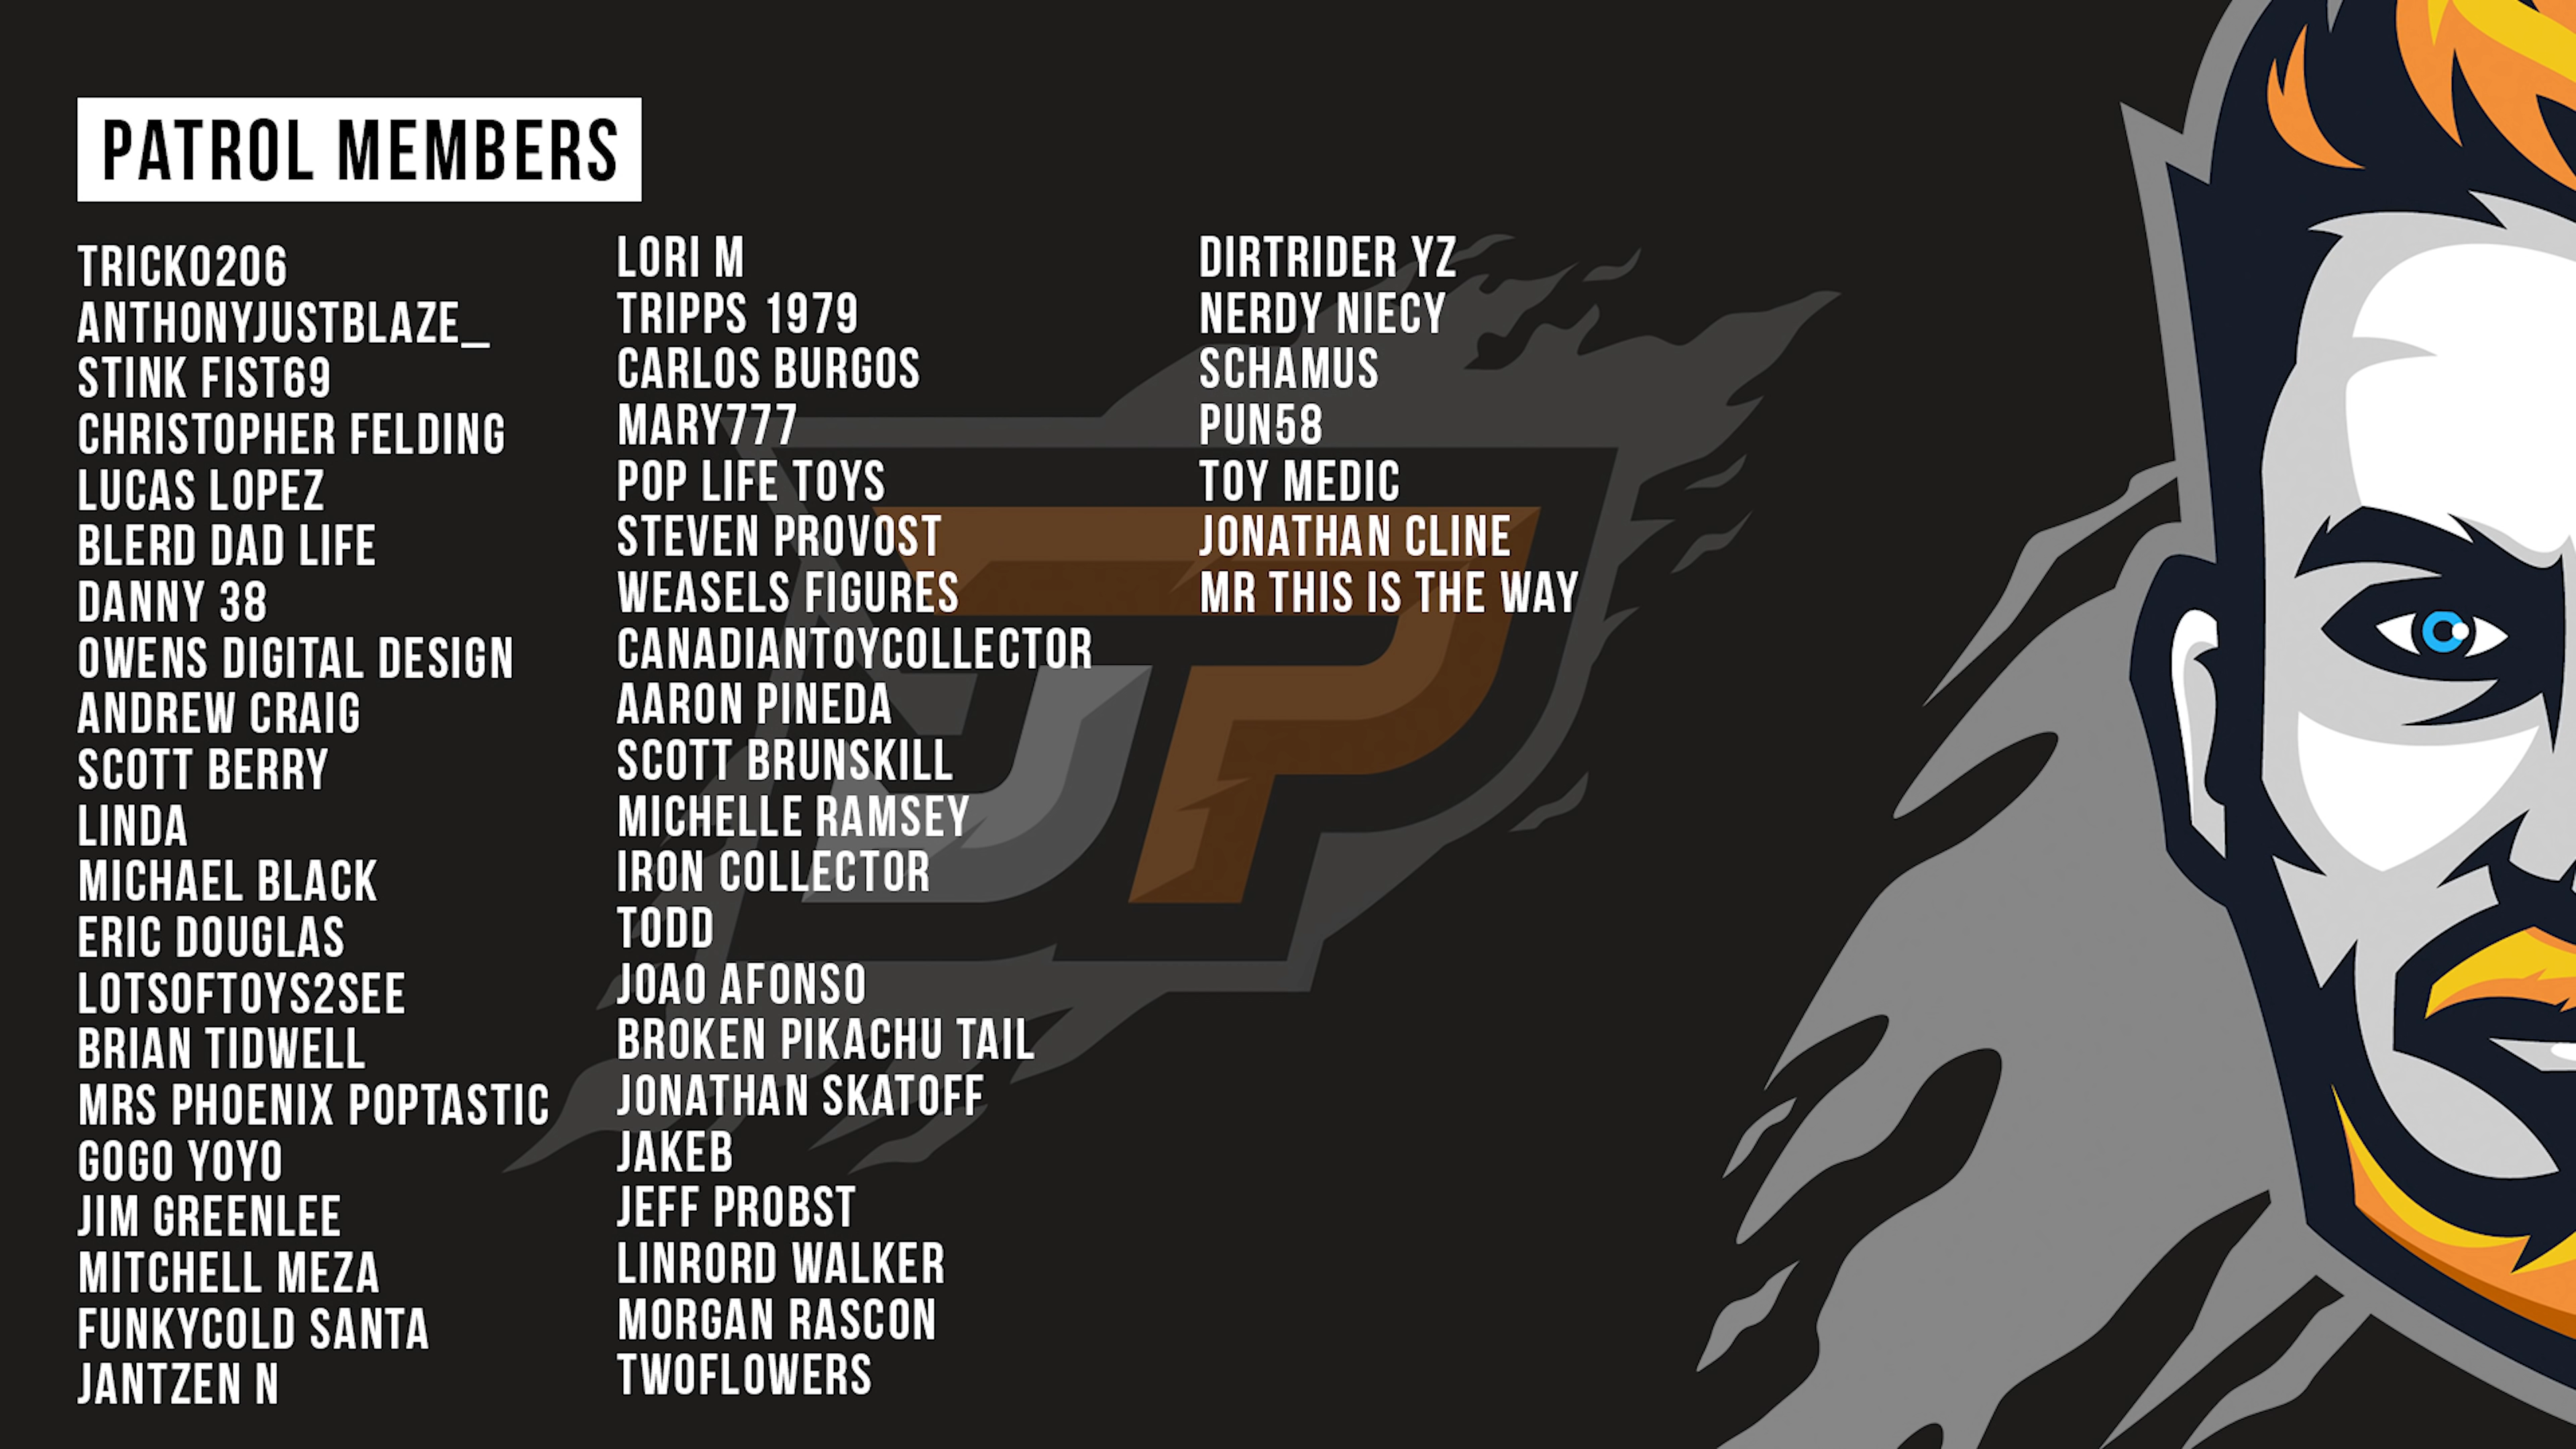 PATROL MEMBERS
TRICK0206
ANTHONYJUSTBLAZE_
STINK FIST69
CHRISTOPHER FELDING
LUCAS LOPEZ
BLERD DAD LIFE
DANNY 38
OWENS DIGITAL DESIGN
ANDREW CRAIG
SCOTT BERRY
LINDA
MICHAEL BLACK
ERIC DOUGLAS
LOTSOFTOYS2SEE
BRIAN TIDWELL
MRS PHOENIX POPTASTIC
GOGO YOYO
JIM GREENLEE
MITCHELL MEZA
FUNKYCOLD SANTA
JANTZEN N
LORI M
TRIPPS 1979
CARLOS BURGOS
MARY777
POP LIFE TOYS
STEVEN PROVOST
WEASELS FIGURES
CANADIANTOYCOLLECTOR
AARON PINEDA
SCOTT BRUNSKILL
MICHELLE RAMSEY
IRON COLLECTOR
TODD
JOAO AFONSO
BROKEN PIKACHU TAIL
JONATHAN SKATOFF
JAKEB
JEFF PROBST
LINRORD WALKER
MORGAN RASCON
TWOFLOWERS
DIRTRIDER YZ
NERDY NIECY
SCHAMUS
PUN58
TOY MEDIC
JONATHAN CLINE
MR THIS IS THE WAY
JP